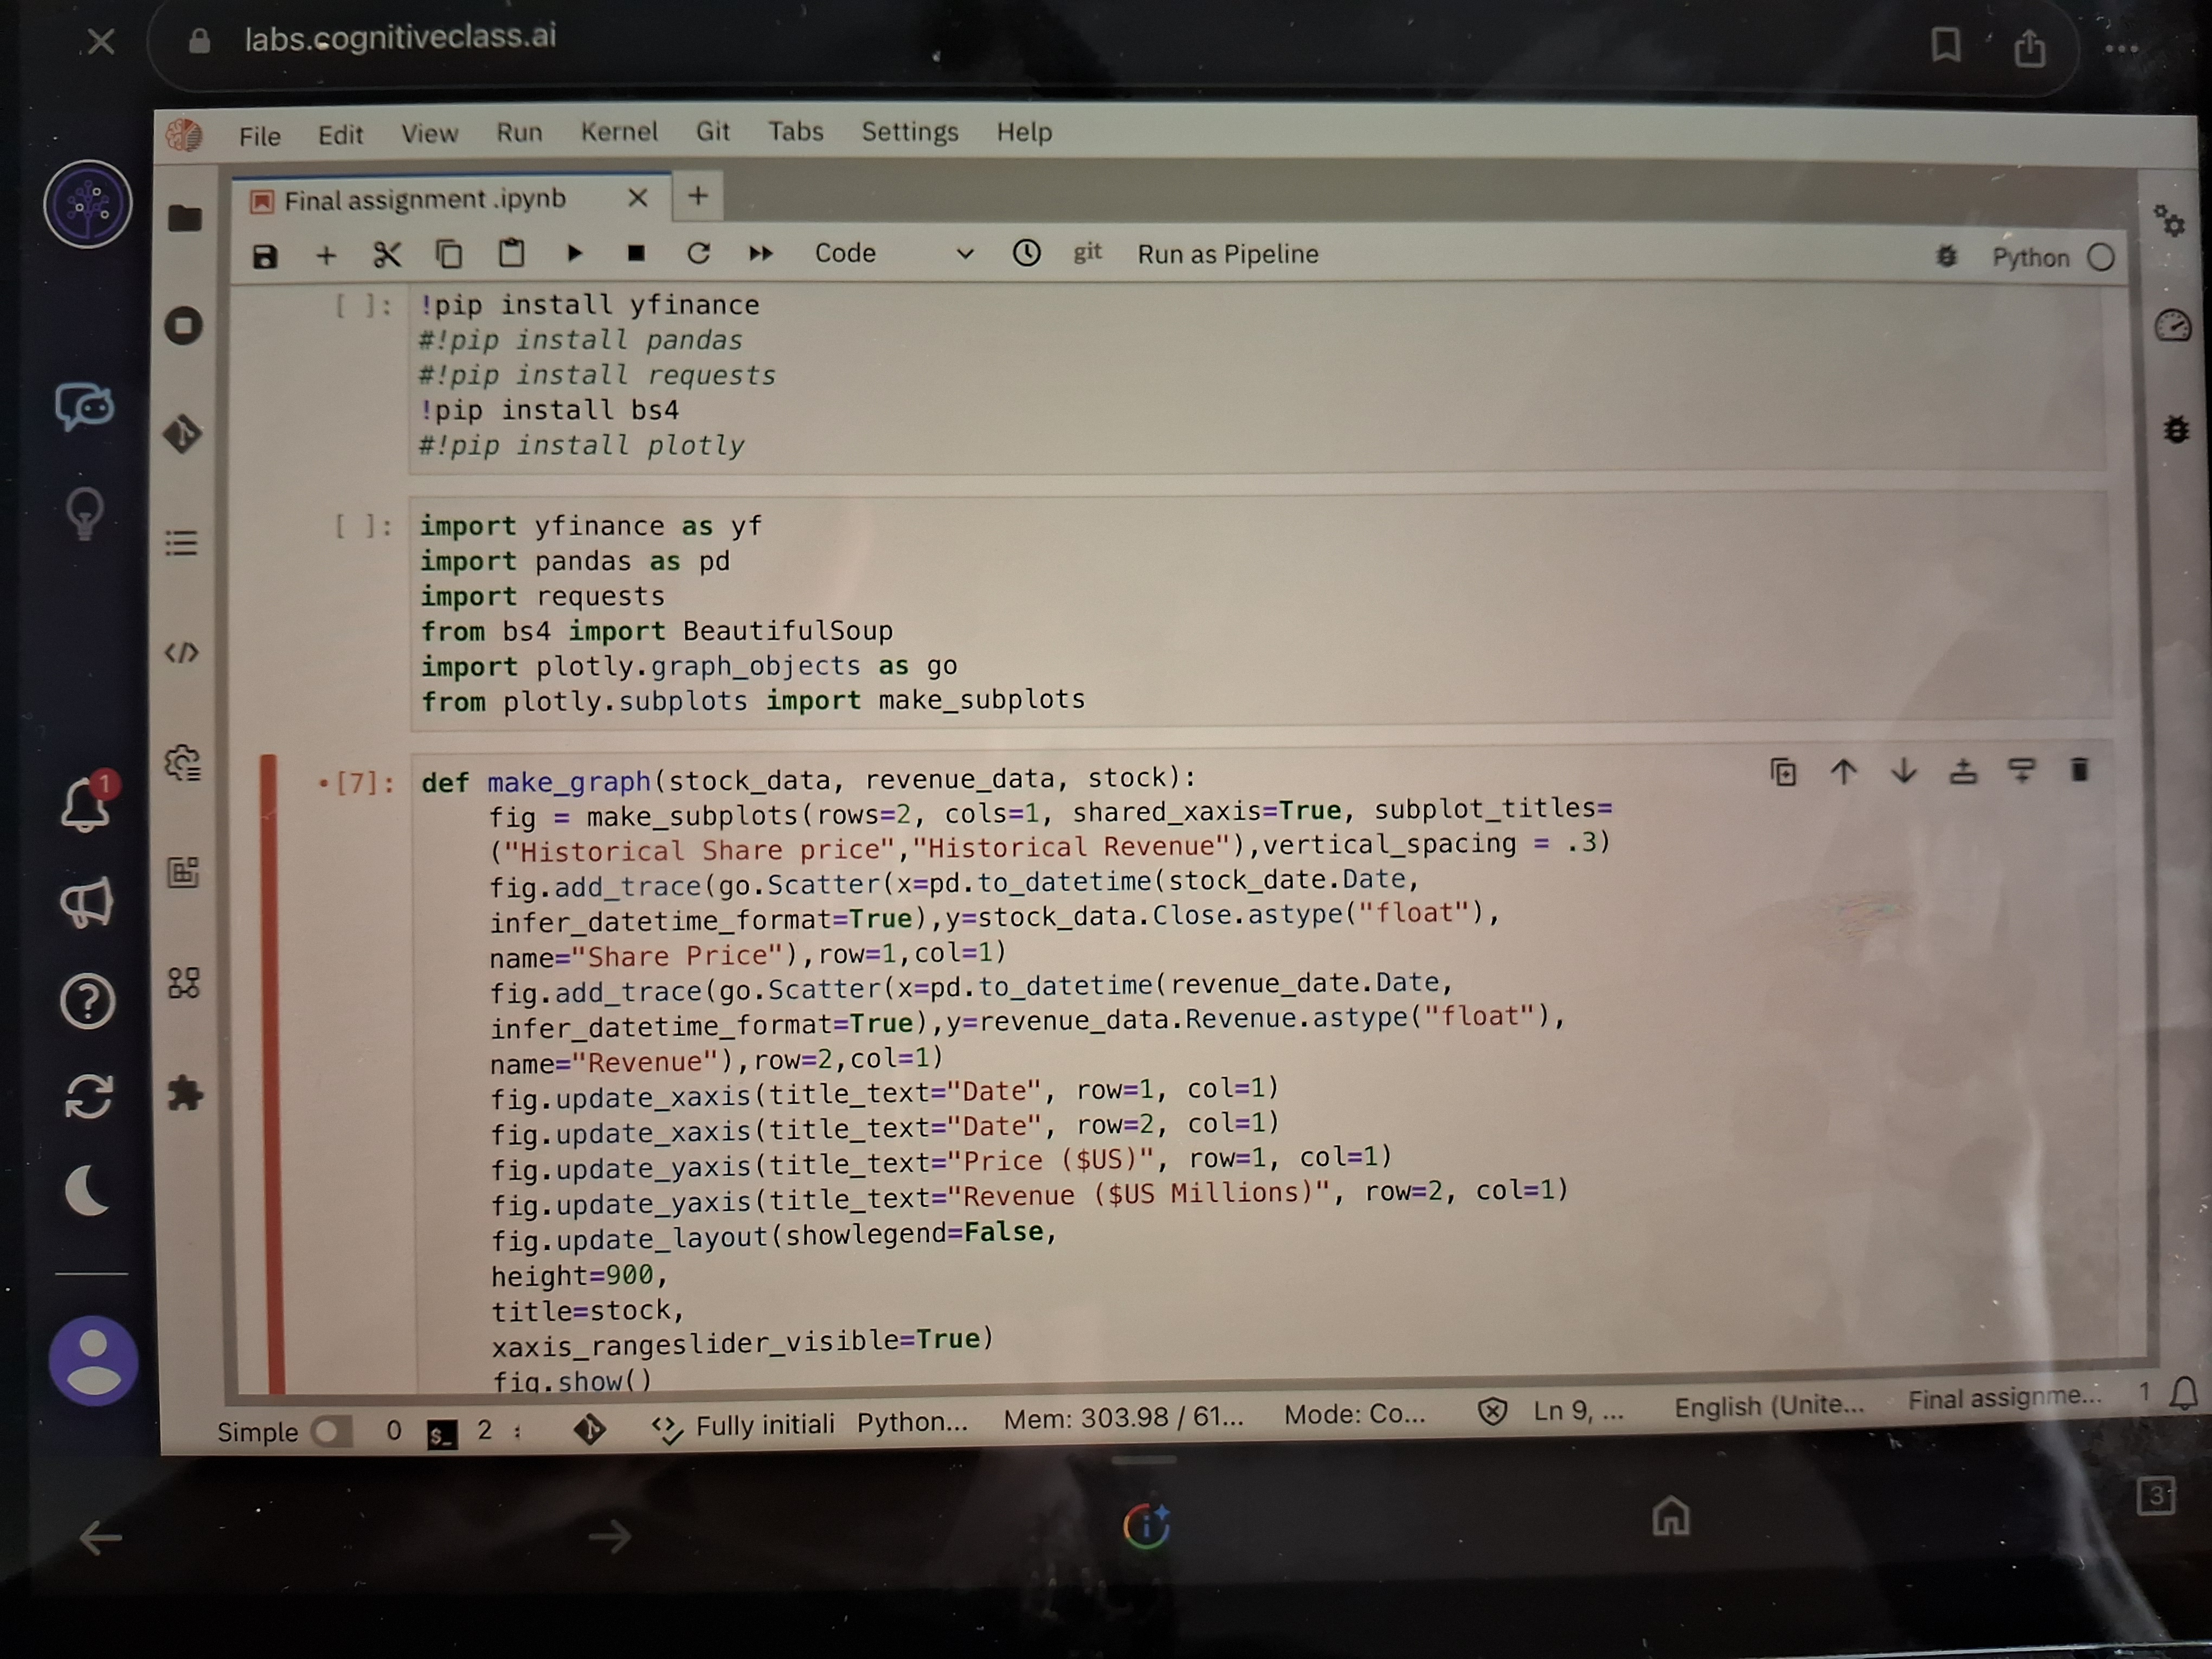 labs.cognitiveclass.ai
File Edit View Run Kernel Git Tabs Settings Help
Final assignment .ipynb
Code git Run as Pipeline Python
[ ]: !pip install yfinance
#!pip install pandas
#!pip install requests
!pip install bs4
#!pip install plotly
[ ]: import yfinance as yf
import pandas as pd
import requests
from bs4 import BeautifulSoup
import plotly.graph_objects as go
from plotly.subplots import make_subplots
[7]: def make_graph(stock_data, revenue_data, stock):
fig = make_subplots(rows=2, cols=1, shared_xaxis=True, subplot_titles=
("Historical Share price","Historical Revenue"),vertical_spacing = .3)
fig.add_trace(go.Scatter(x=pd.to_datetime(stock_date.Date,
infer_datetime_format=True),y=stock_data.Close.astype("float"),
name="Share Price"),row=1,col=1)
fig.add_trace(go.Scatter(x=pd.to_datetime(revenue_date.Date,
infer_datetime_format=True),y=revenue_data.Revenue.astype("float"),
name="Revenue"),row=2,col=1)
fig.update_xaxis(title_text="Date", row=1, col=1)
fig.update_xaxis(title_text="Date", row=2, col=1)
fig.update_yaxis(title_text="Price ($US)", row=1, col=1)
fig.update_yaxis(title_text="Revenue ($US Millions)", row=2, col=1)
fig.update_layout(showlegend=False,
height=900,
title=stock,
xaxis_rangeslider_visible=True)
fig.show()
1
Simple 0 $_ 2 Fully initiali Python... Mem: 303.98 / 61... Mode: Co... Ln 9, ... English (Unite... Final assignme... 1
3